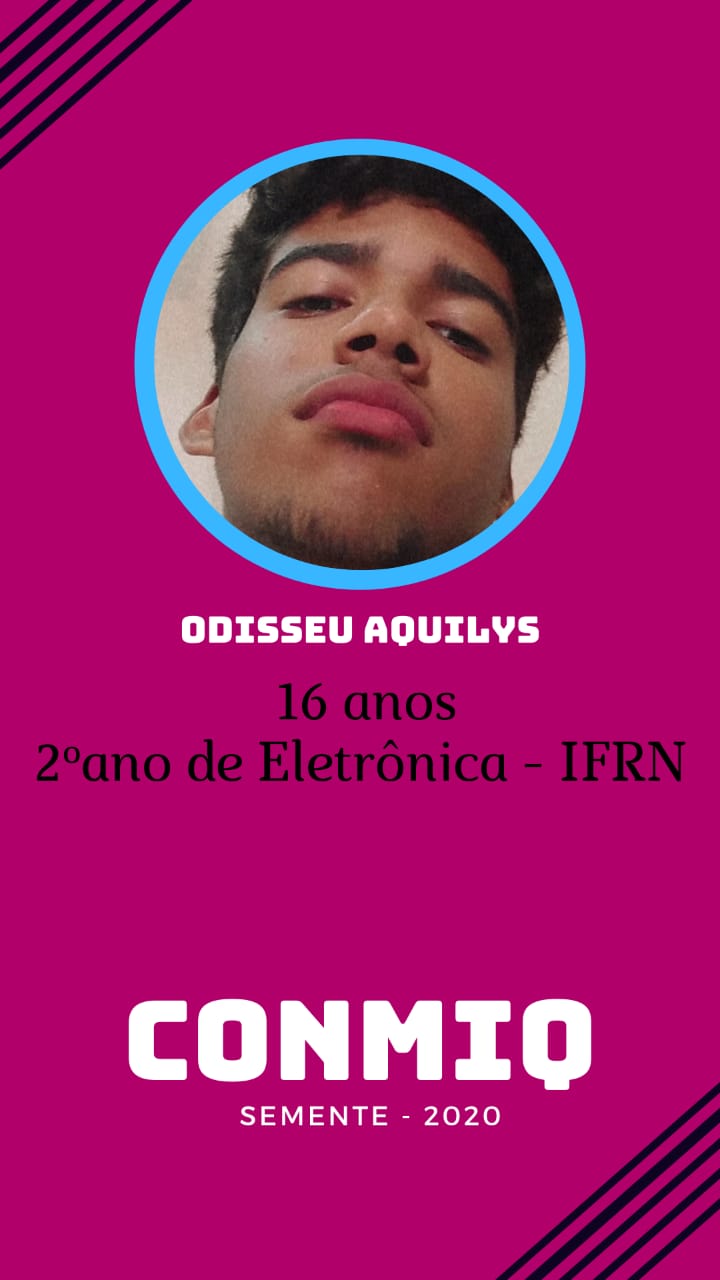 ODISSEU AQUILYS
16 anos
2ºano de Eletrônica - IFRN
CONMIQ
SEMENTE - 2020